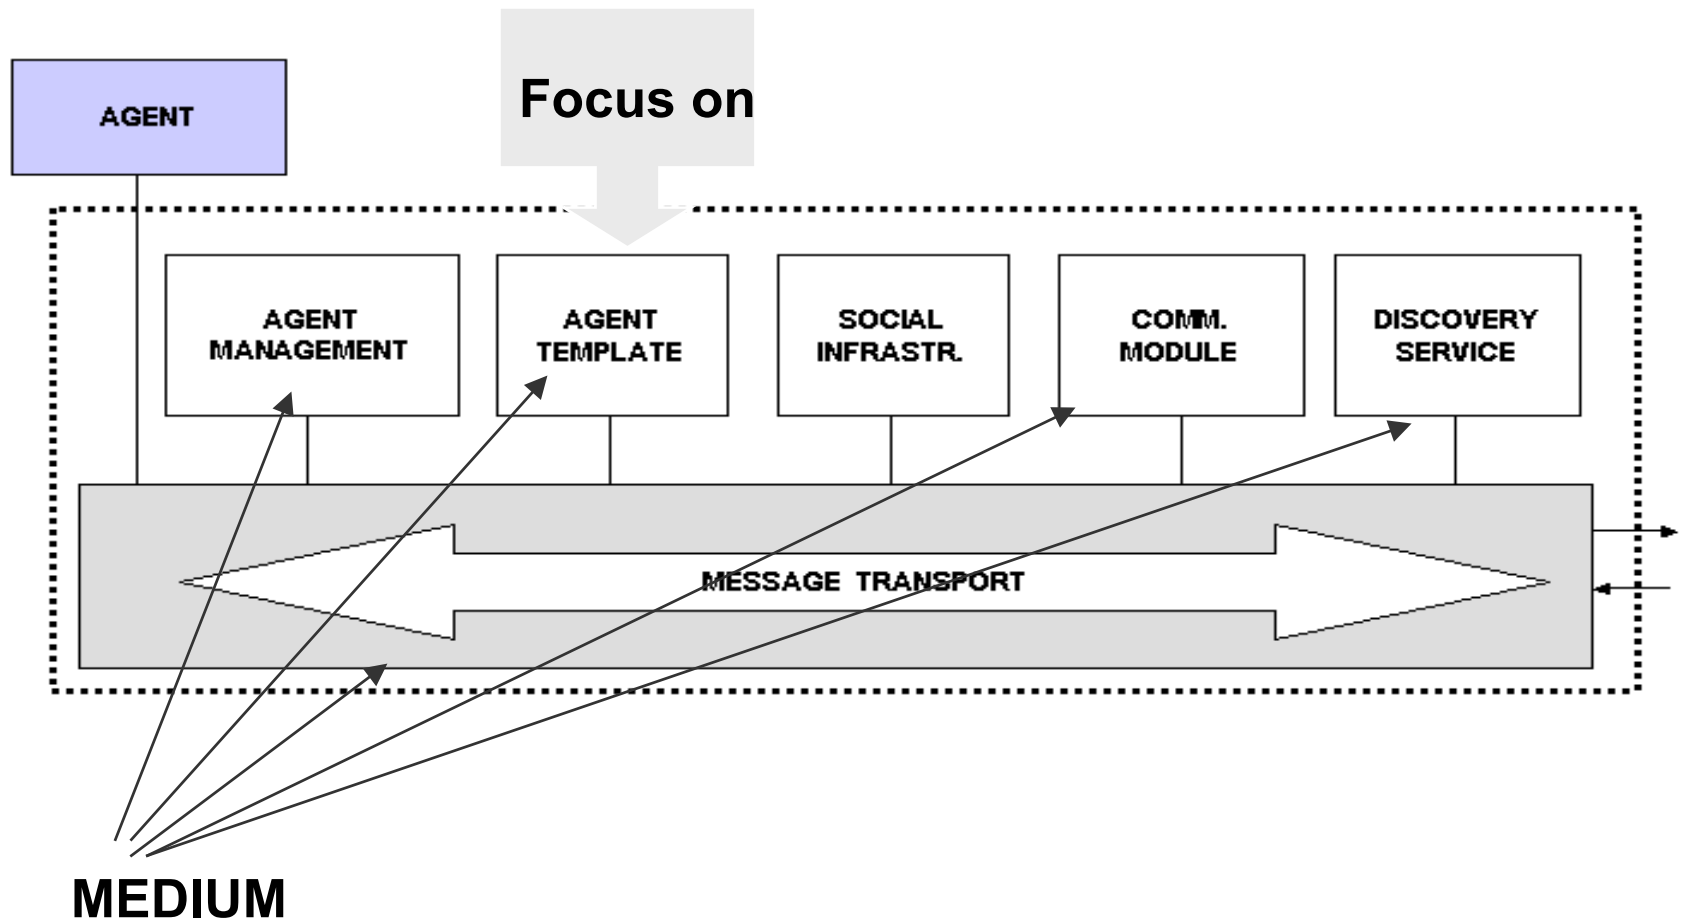 Focus on
AGENT
AGENT
MANAGEMENT
AGENT
TEMPLATE
SOCIAL
INFRASTR.
COMM.
MODULE
DISCOVERY
SERVICE
MESSAGE TRANSPORT
MEDIUM